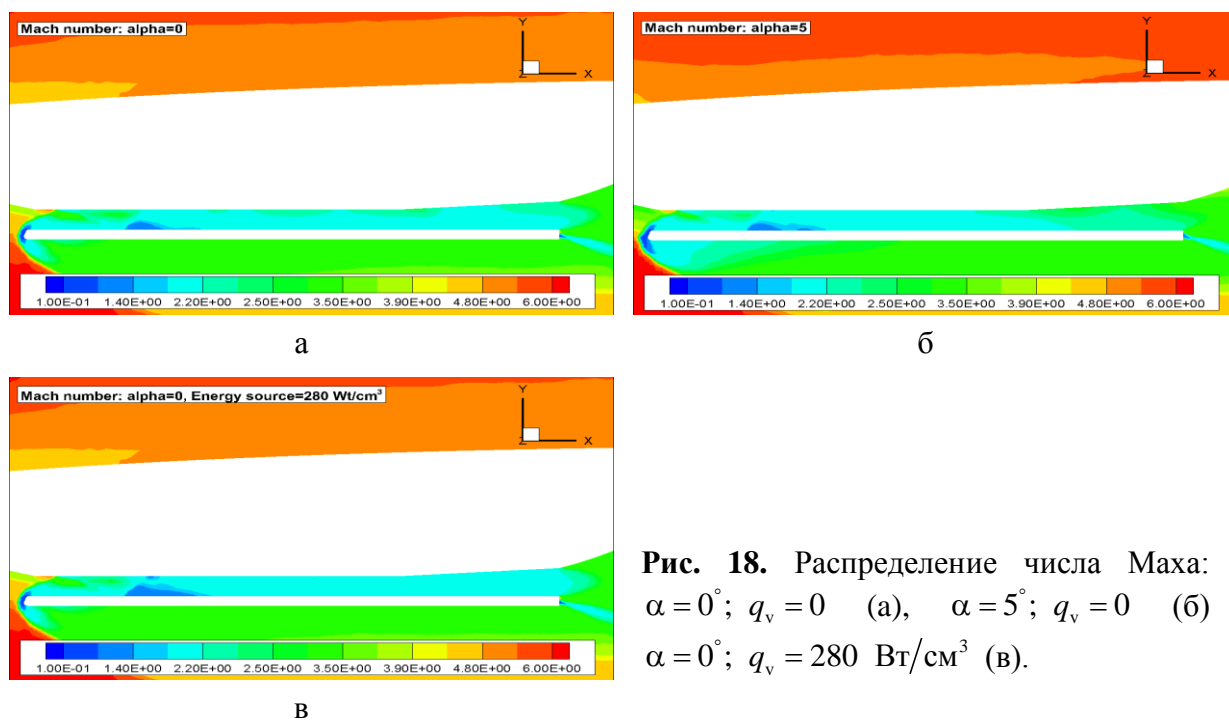 Mach number: alpha=0
Y
Z
X
1.00E-01 1.40E+00 2.20E+00 2.50E+00 3.50E+00 3.90E+00 4.80E+00 6.00E+00
а
Mach number: alpha=5
Y
Z
X
1.00E-01 1.40E+00 2.20E+00 2.50E+00 3.50E+00 3.90E+00 4.80E+00 6.00E+00
б
Mach number: alpha=0, Energy source=280 Wt/cm³
Y
Z
X
1.00E-01 1.40E+00 2.20E+00 2.50E+00 3.50E+00 3.90E+00 4.80E+00 6.00E+00
в
Рис. 18. Распределение числа Маха:
α = 0°; qᵥ = 0 (а), α = 5°; qᵥ = 0 (б)
α = 0°; qᵥ = 280 Вт/см³ (в).